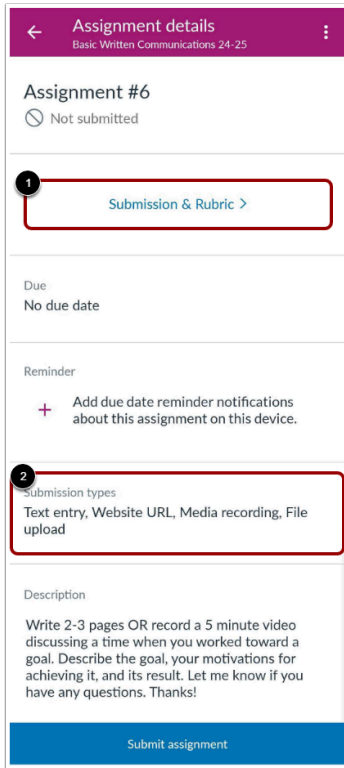 Assignment details
Basic Written Communications 24-25
Assignment #6
Not submitted
1
Submission & Rubric >
Due
No due date
Reminder
+
Add due date reminder notifications
about this assignment on this device.
2
Submission types
Text entry, Website URL, Media recording, File
upload
Description
Write 2-3 pages OR record a 5 minute video
discussing a time when you worked toward a
goal. Describe the goal, your motivations for
achieving it, and its result. Let me know if you
have any questions. Thanks!
Submit assignment